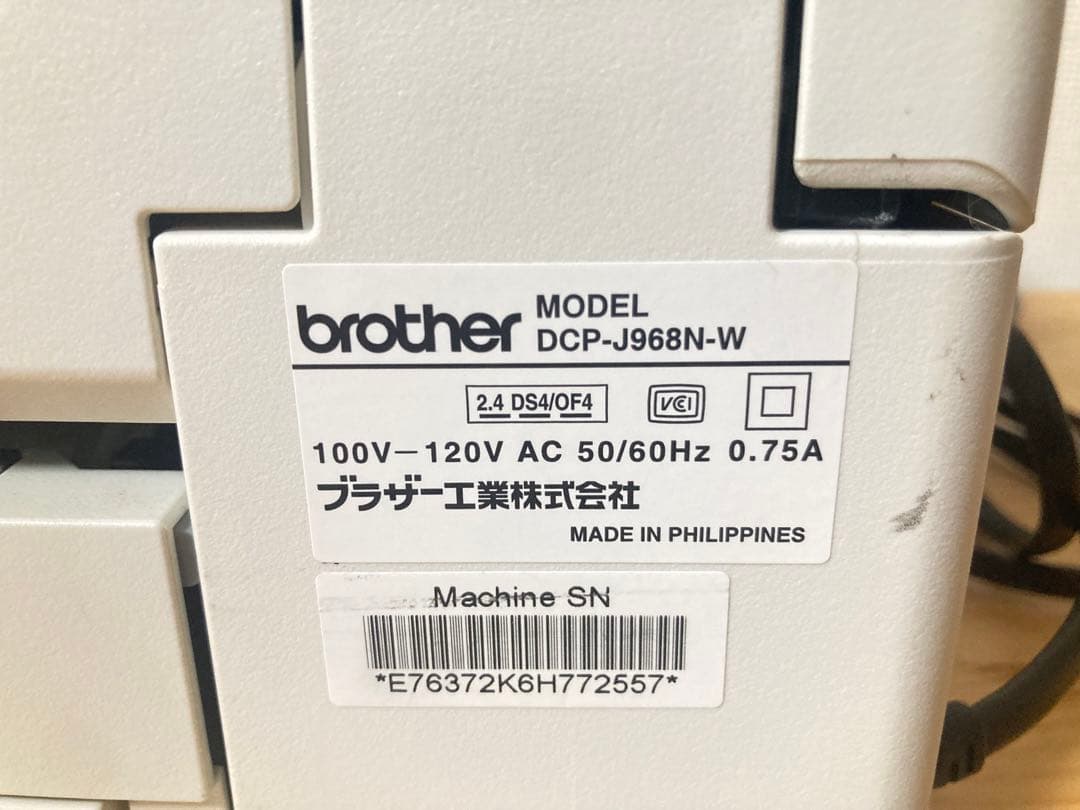 brother MODEL
DCP-J968N-W
2.4 DS4/OF4
VCI
100V-120V AC 50/60Hz 0.75A
ブラザー工業株式会社
MADE IN PHILIPPINES
Machine SN
*E76372K6H772557*